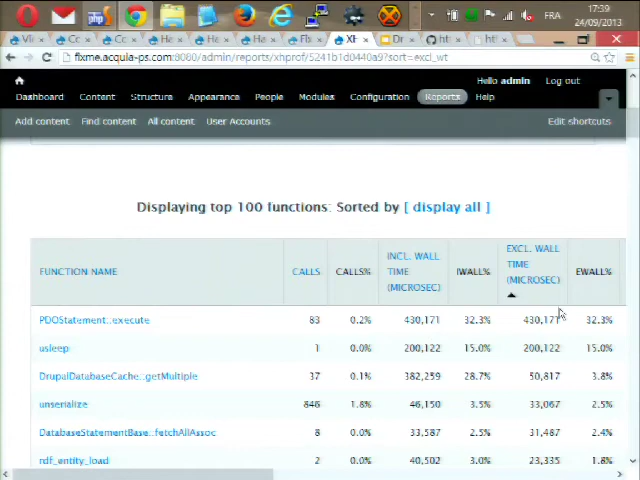 17:39
FRA
24/09/2013
php
flxme.acquia-ps.com:8080/admin/reports/xhprof/5241b1d8440a9?sort=excl_wt
Hello admin Log out
Dashboard Content Structure Appearance People Modules Configuration Reports Help
Add content Find content All content User Accounts Edit shortcuts
Displaying top 100 functions: Sorted by [ display all ]
FUNCTION NAME CALLS CALLS% INCL. WALL TIME (MICROSEC) IWALL% EXCL. WALL TIME (MICROSEC) EWALL%
PDOStatement::execute 83 0.2% 430,171 32.3% 430,171 32.3%
usleep 1 0.0% 200,122 15.0% 200,122 15.0%
DrupalDatabaseCache::getMultiple 37 0.1% 382,259 28.7% 50,817 3.8%
unserialize 846 1.8% 46,150 3.5% 33,067 2.5%
DatabaseStatementBase::fetchAllAssoc 8 0.0% 33,587 2.5% 31,487 2.4%
rdf_entity_load 2 0.0% 40,502 3.0% 23,335 1.8%